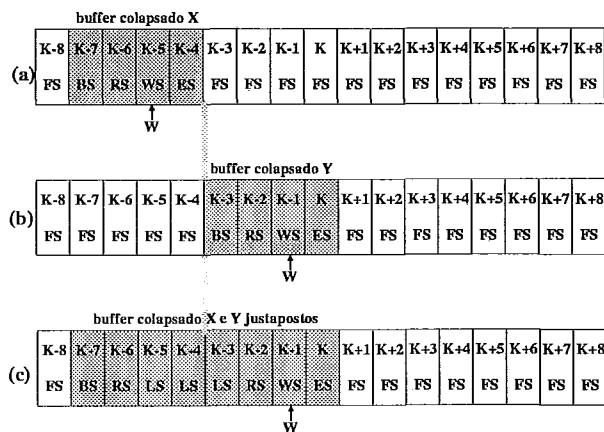 buffer colapsado X
K-8 K-7 K-6 K-5 K-4 K-3 K-2 K-1 K K+1 K+2 K+3 K+4 K+5 K+6 K+7 K+8
(a)
FS BS RS WS ES FS FS FS FS FS FS FS FS FS FS FS FS
W
buffer colapsado Y
K-8 K-7 K-6 K-5 K-4 K-3 K-2 K-1 K K+1 K+2 K+3 K+4 K+5 K+6 K+7 K+8
(b)
FS FS FS FS FS BS RS WS ES FS FS FS FS FS FS FS FS
W
buffer colapsado X e Y justapostos
K-8 K-7 K-6 K-5 K-4 K-3 K-2 K-1 K K+1 K+2 K+3 K+4 K+5 K+6 K+7 K+8
(c)
FS BS RS LS LS LS RS WS ES FS FS FS FS FS FS FS FS
W